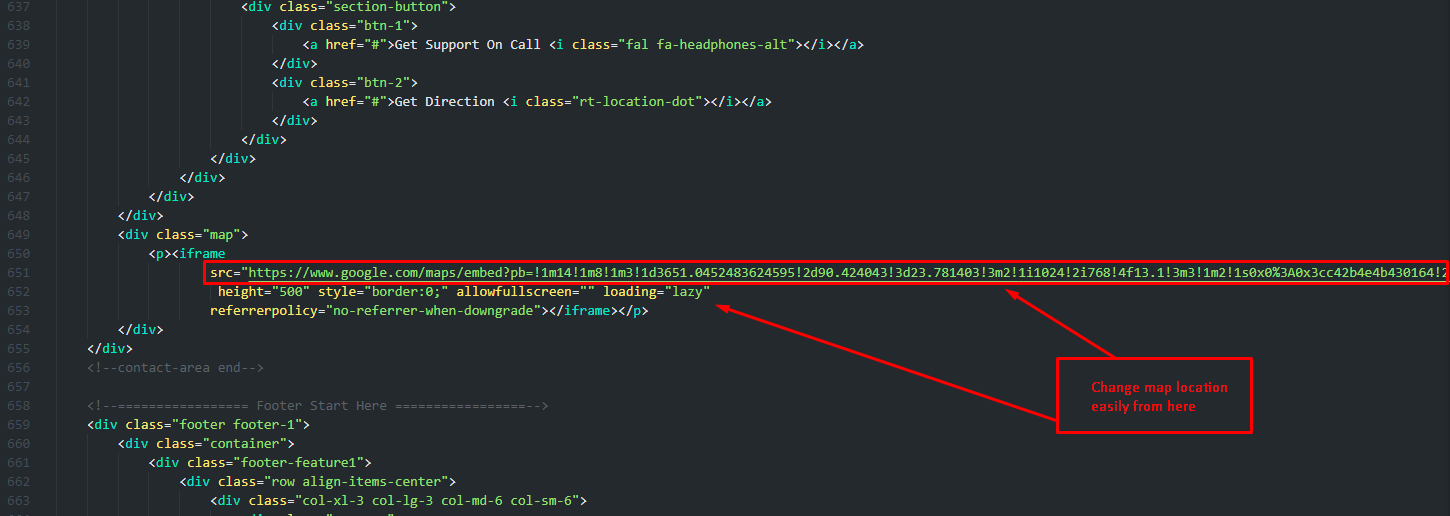 637 <div class="section-button">
638 <div class="btn-1">
639 <a href="#">Get Support On Call <i class="fal fa-headphones-alt"></i></a>
640 </div>
641 <div class="btn-2">
642 <a href="#">Get Direction <i class="rt-location-dot"></i></a>
643 </div>
644 </div>
645 </div>
646 </div>
647 </div>
648 </div>
649 <div class="map">
650 <p><iframe
651 src="https://www.google.com/maps/embed?pb=!1m14!1m8!1m3!1d3651.0452483624595!2d90.424043!3d23.781403!3m2!1i1024!2i768!4f13.1!3m3!1m2!1s0x0%3A0x3cc42b4e4b430164!2
652 height="500" style="border:0;" allowfullscreen="" loading="lazy"
653 referrerpolicy="no-referrer-when-downgrade"></iframe></p>
654 </div>
655 </div>
656 <!--contact-area end-->
657
658 <!--================= Footer Start Here =================-->
659 <div class="footer footer-1">
660 <div class="container">
661 <div class="footer-feature1">
662 <div class="row align-items-center">
663 <div class="col-xl-3 col-lg-3 col-md-6 col-sm-6">
Change map location
easily from here